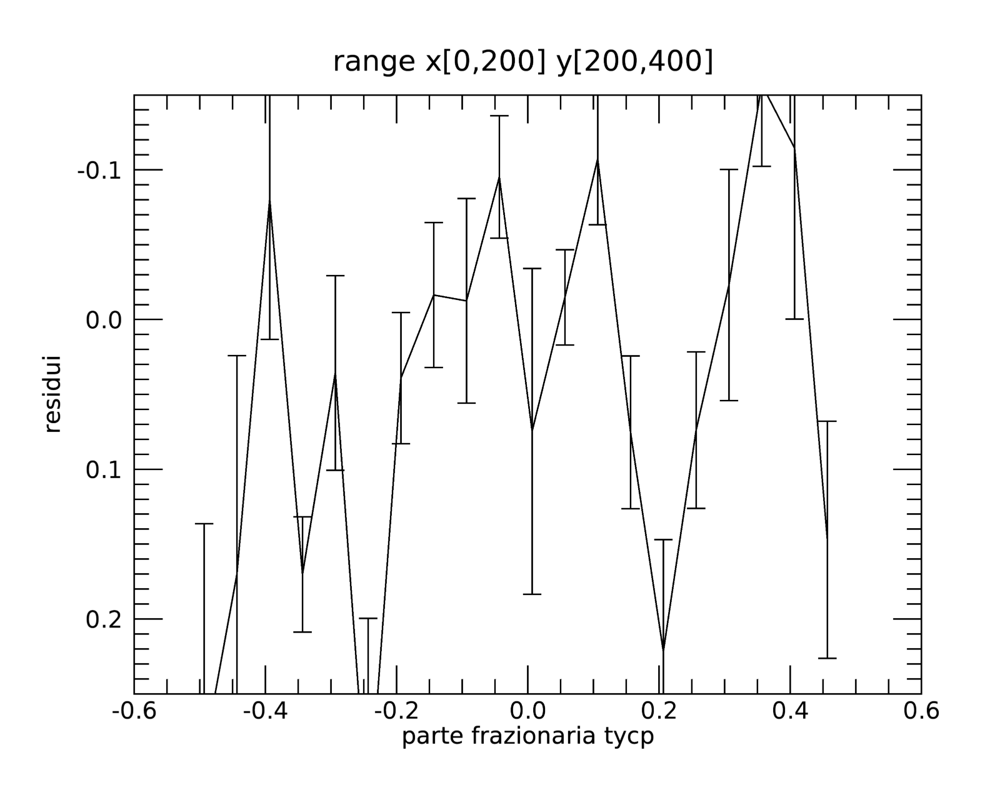 range x[0,200] y[200,400]
-0.1
0.0
0.1
0.2
residui
-0.6 -0.4 -0.2 0.0 0.2 0.4 0.6
parte frazionaria tycp